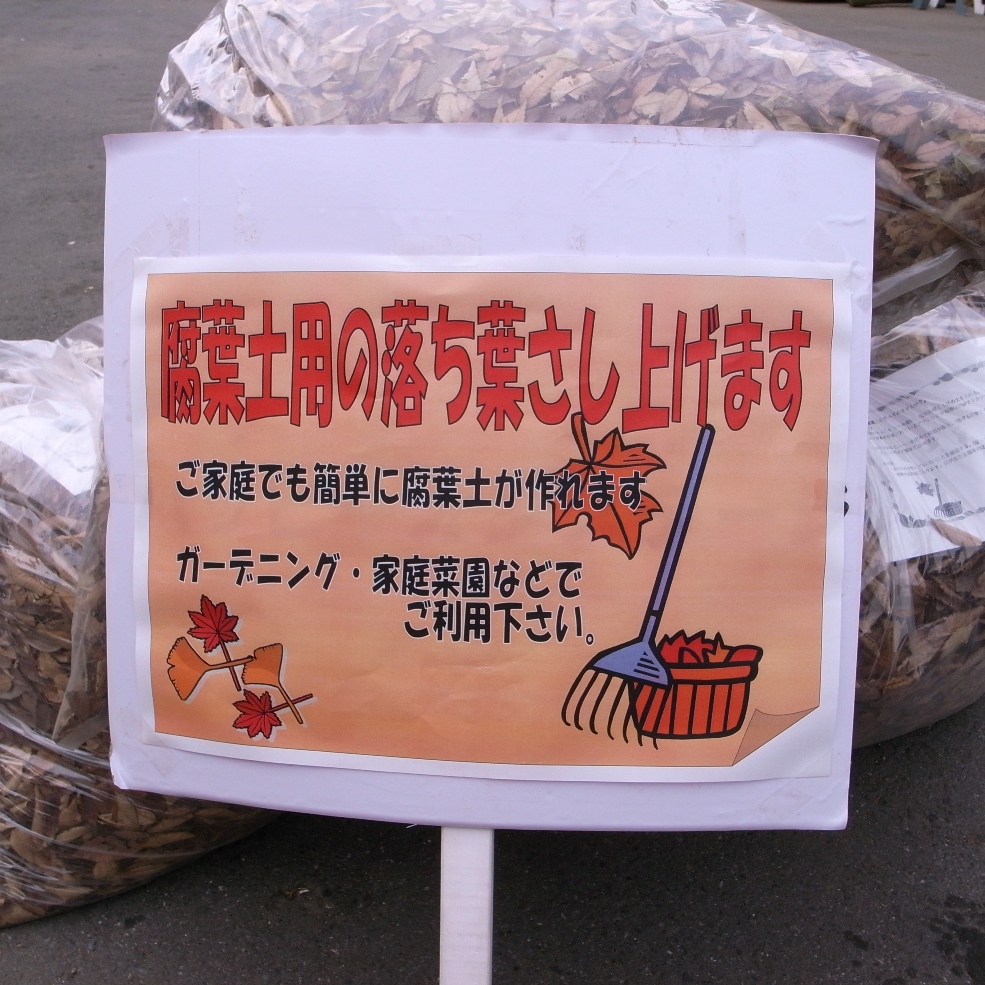 腐葉土用の落ち葉さし上げます
ご家庭でも簡単に腐葉土が作れます
ガーデニング・家庭菜園などで
ご利用下さい。